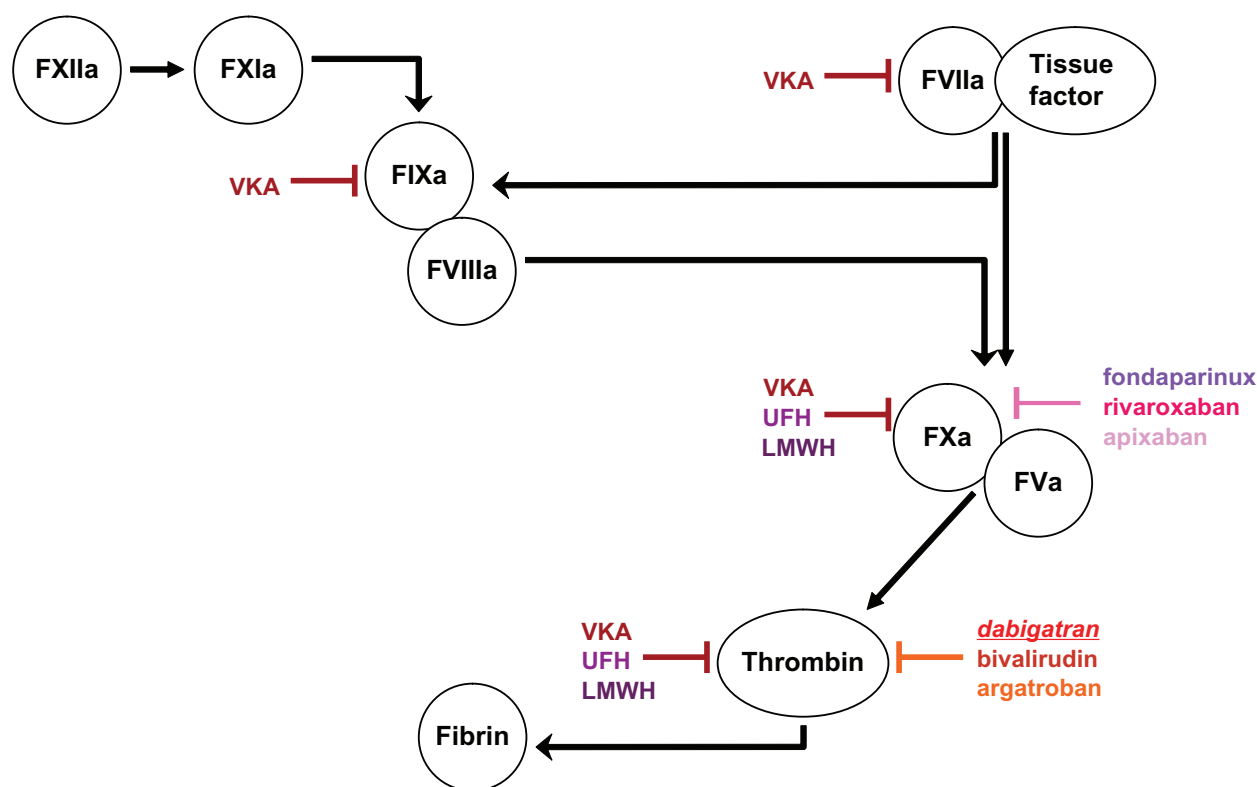 FXIIa
FXIa
VKA
FVIIa
Tissue
factor
VKA
FIXa
FVIIIa
VKA
UFH
LMWH
FXa
FVa
fondaparinux
rivaroxaban
apixaban
VKA
UFH
LMWH
Thrombin
dabigatran
bivalirudin
argatroban
Fibrin